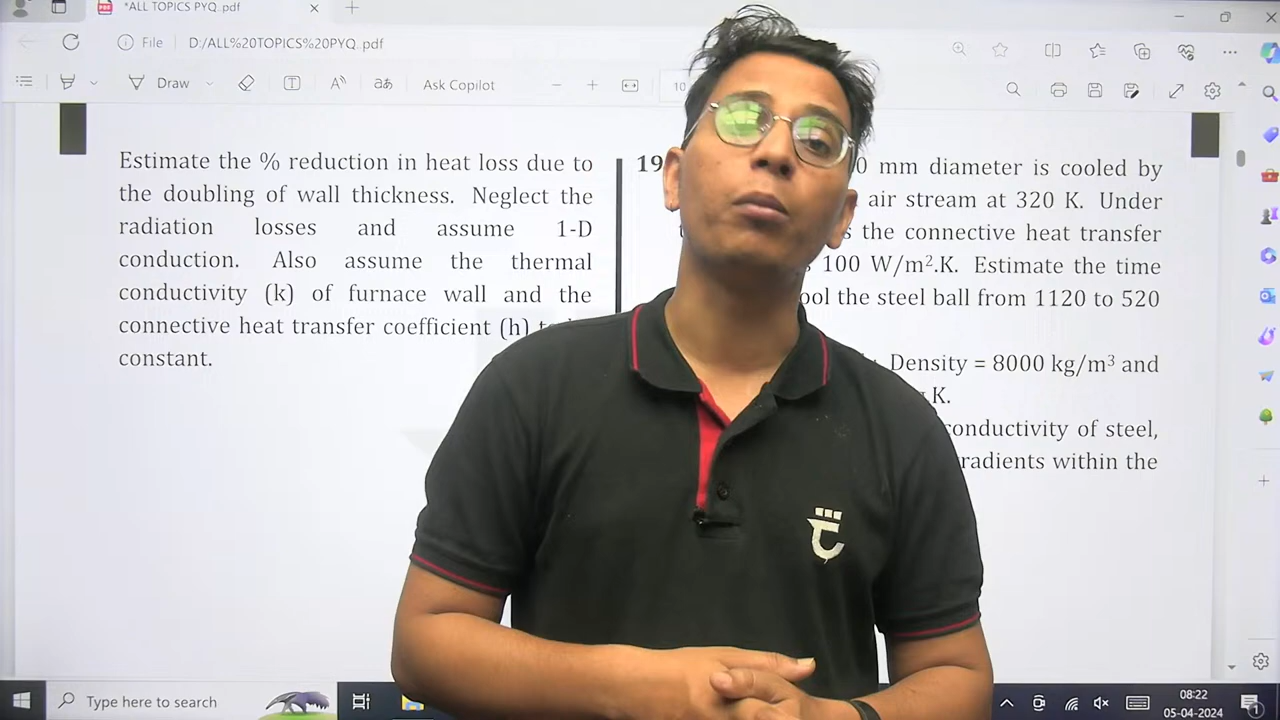 *ALL TOPICS PYQ..pdf
File
D:/ALL%20TOPICS%20PYQ..pdf
Draw
aあ
Ask Copilot
10
Estimate the % reduction in heat loss due to
the doubling of wall thickness. Neglect the
radiation losses and assume 1-D
conduction. Also assume the thermal
conductivity (k) of furnace wall and the
connective heat transfer coefficient (h)
constant.
19
mm diameter is cooled by
air stream at 320 K. Under
the connective heat transfer
100 W/m².K. Estimate the time
the steel ball from 1120 to 520
Density = 8000 kg/m³ and
K.
conductivity of steel,
within the
Type here to search
08:22
05-04-2024